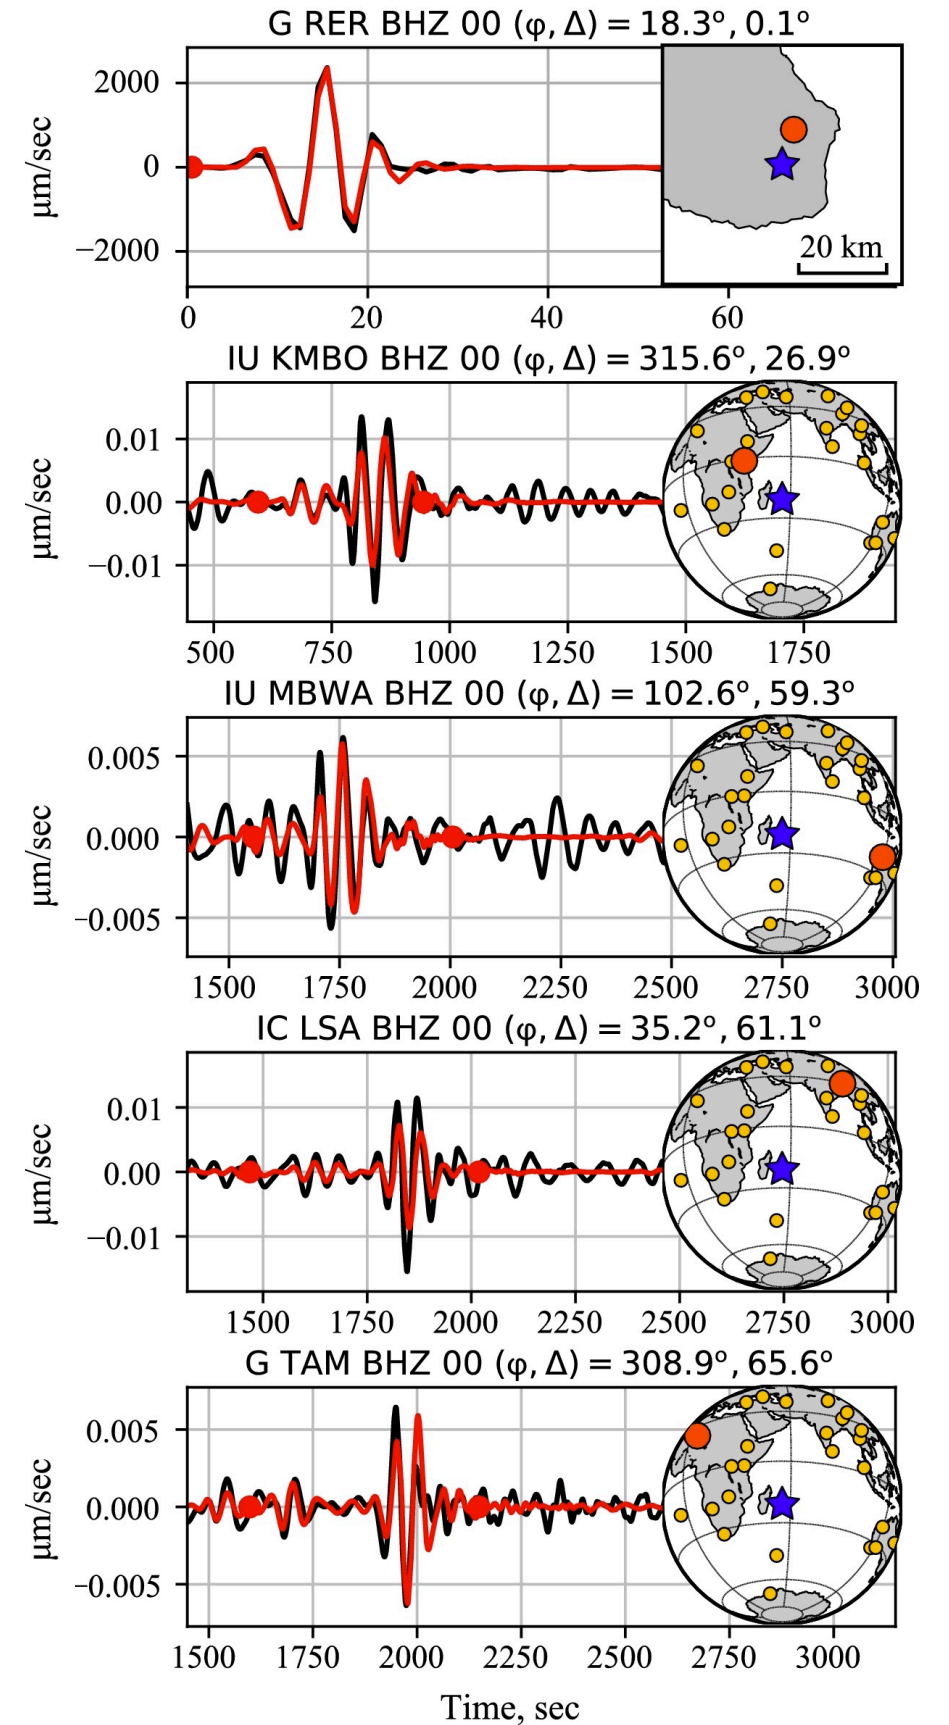 G RER BHZ 00 (φ, Δ) = 18.3°, 0.1°
2000
0
−2000
μm/sec
20 km
0 20 40 60
IU KMBO BHZ 00 (φ, Δ) = 315.6°, 26.9°
0.01
0.00
−0.01
μm/sec
500 750 1000 1250 1500 1750
IU MBWA BHZ 00 (φ, Δ) = 102.6°, 59.3°
0.005
0.000
−0.005
μm/sec
1500 1750 2000 2250 2500 2750 3000
IC LSA BHZ 00 (φ, Δ) = 35.2°, 61.1°
0.01
0.00
−0.01
μm/sec
1500 1750 2000 2250 2500 2750 3000
G TAM BHZ 00 (φ, Δ) = 308.9°, 65.6°
0.005
0.000
−0.005
μm/sec
1500 1750 2000 2250 2500 2750 3000
Time, sec